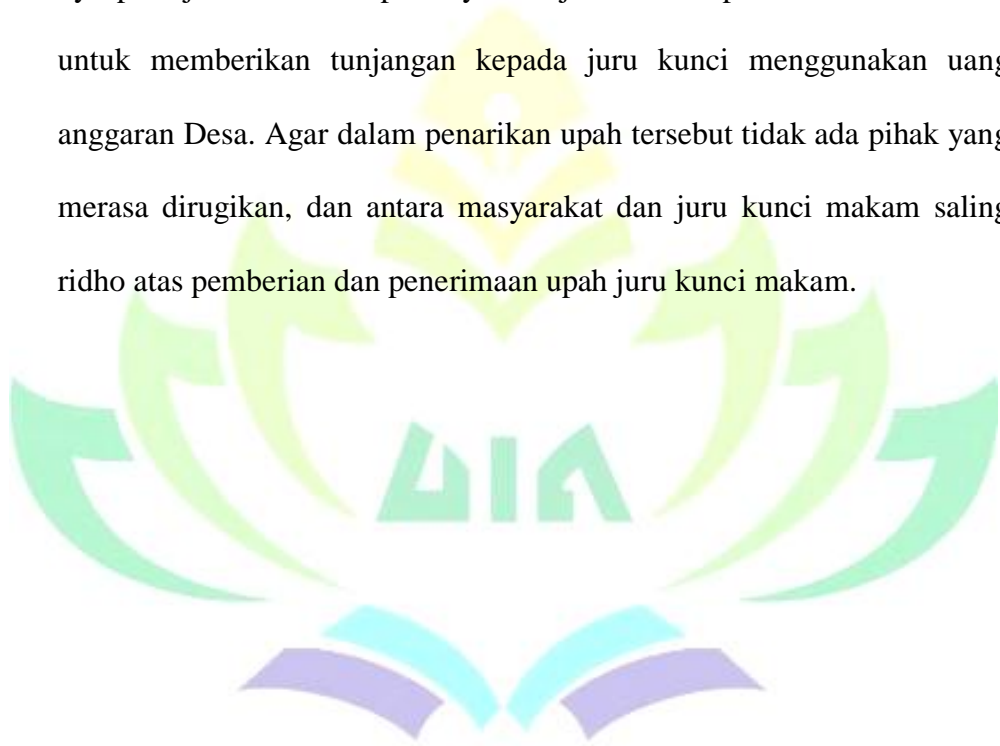 untuk memberikan tunjangan kepada juru kunci menggunakan uang
anggaran Desa. Agar dalam penarikan upah tersebut tidak ada pihak yang
merasa dirugikan, dan antara masyarakat dan juru kunci makam saling
ridho atas pemberian dan penerimaan upah juru kunci makam.